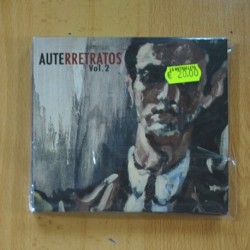 AUTERRETRATOS
Vol.2
€ 20.00